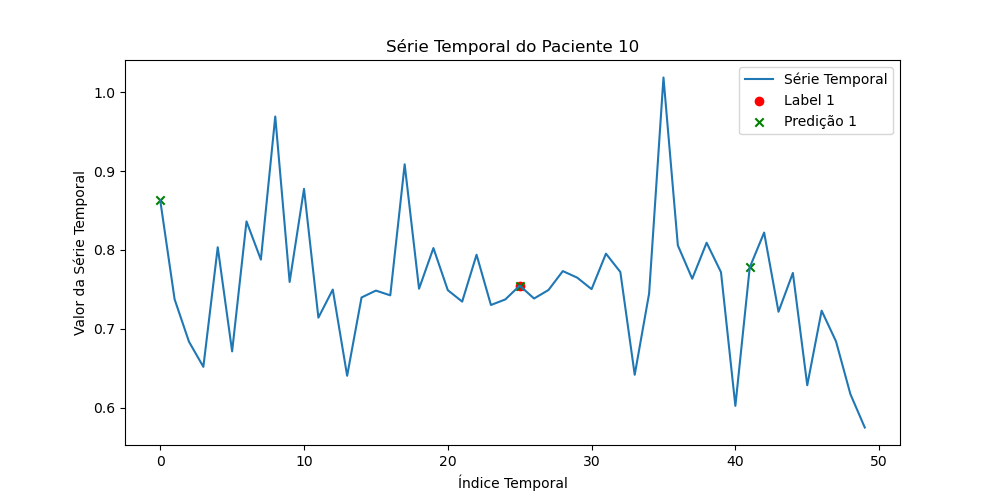 Série Temporal do Paciente 10
Série Temporal
Label 1
Predição 1
Valor da Série Temporal
1.0
0.9
0.8
0.7
0.6
0
10
20
30
40
50
Índice Temporal